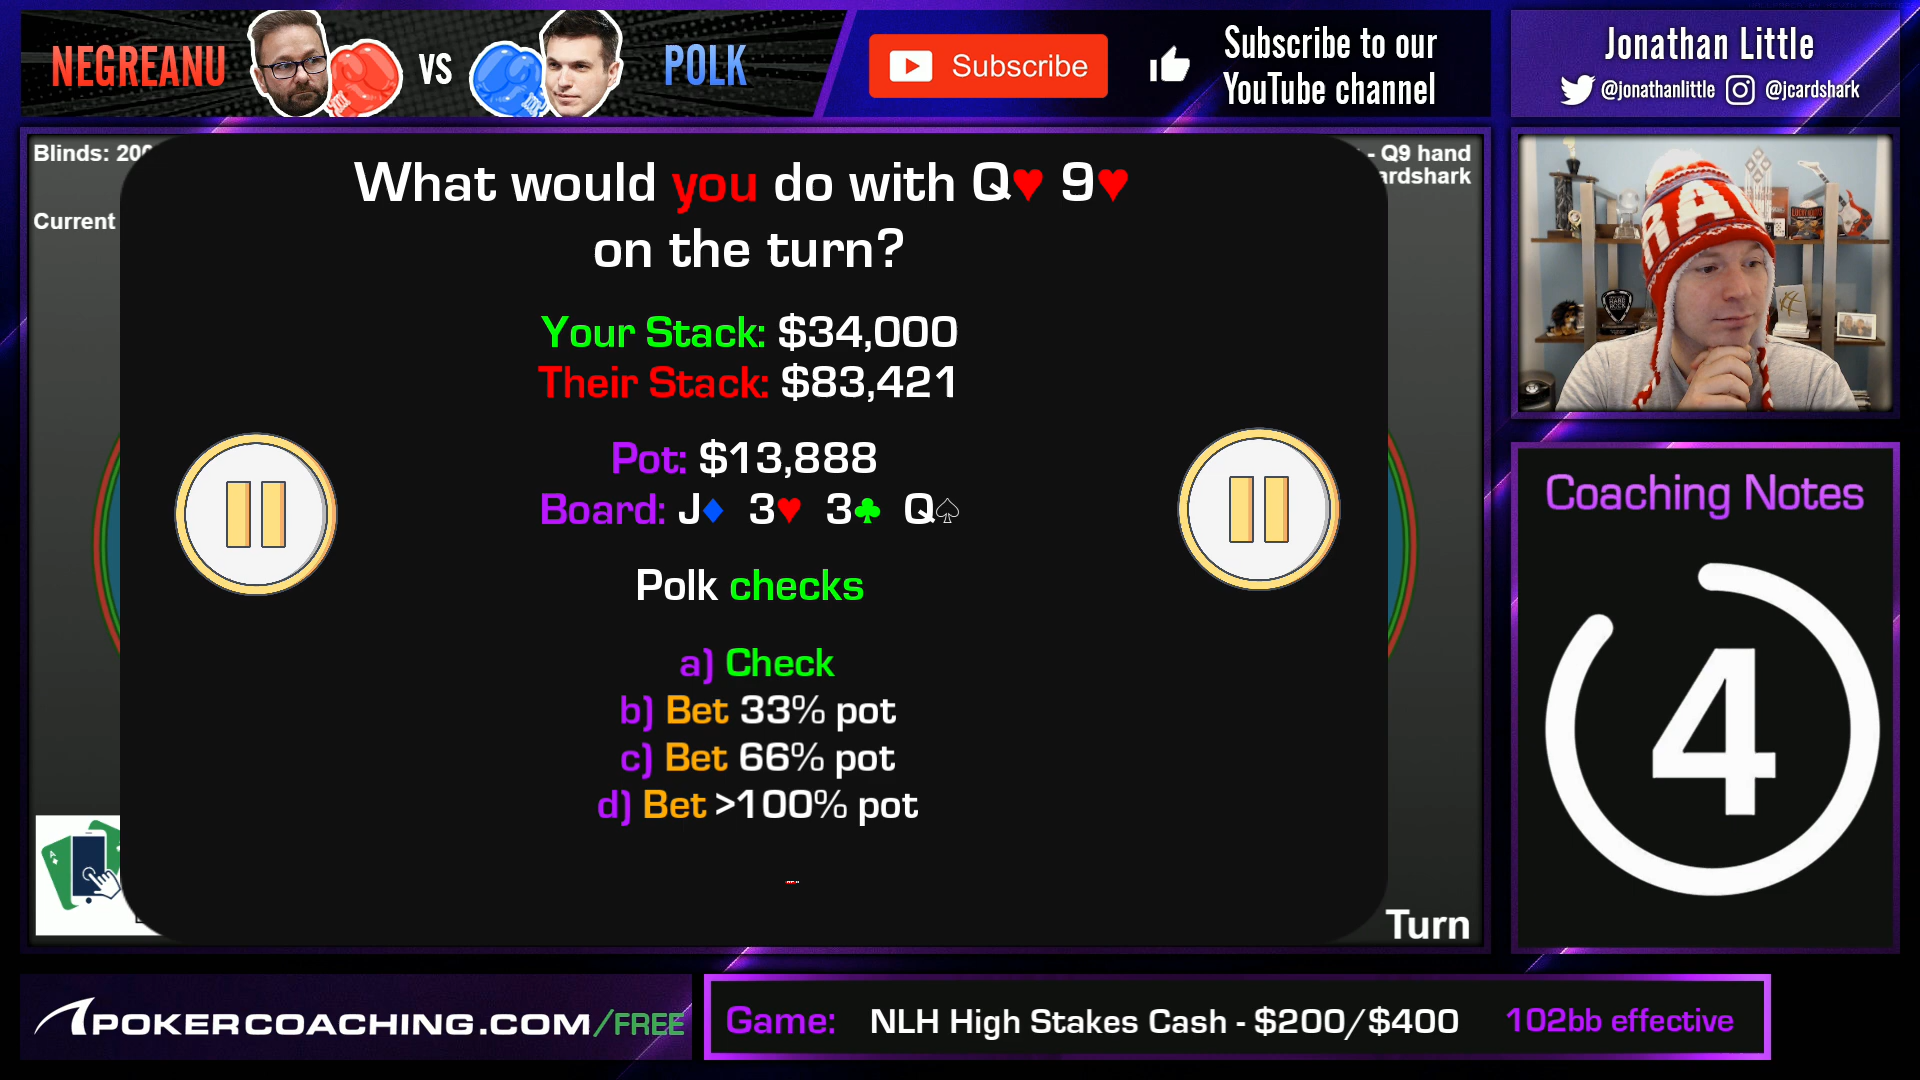 NEGREANU VS POLK
Subscribe
Subscribe to our
YouTube channel
Jonathan Little
@jonathanlittle @jcardshark
Blinds: 200
- Q9 hand
ardshark
Current
What would you do with Q♥ 9♥
on the turn?
Your Stack: $34,000
Their Stack: $83,421
Pot: $13,888
Board: J♦ 3♥ 3♣ Q♠
Polk checks
a) Check
b) Bet 33% pot
c) Bet 66% pot
d) Bet >100% pot
Turn
Coaching Notes
4
POKERCOACHING.COM/FREE
Game: NLH High Stakes Cash - $200/$400 102bb effective